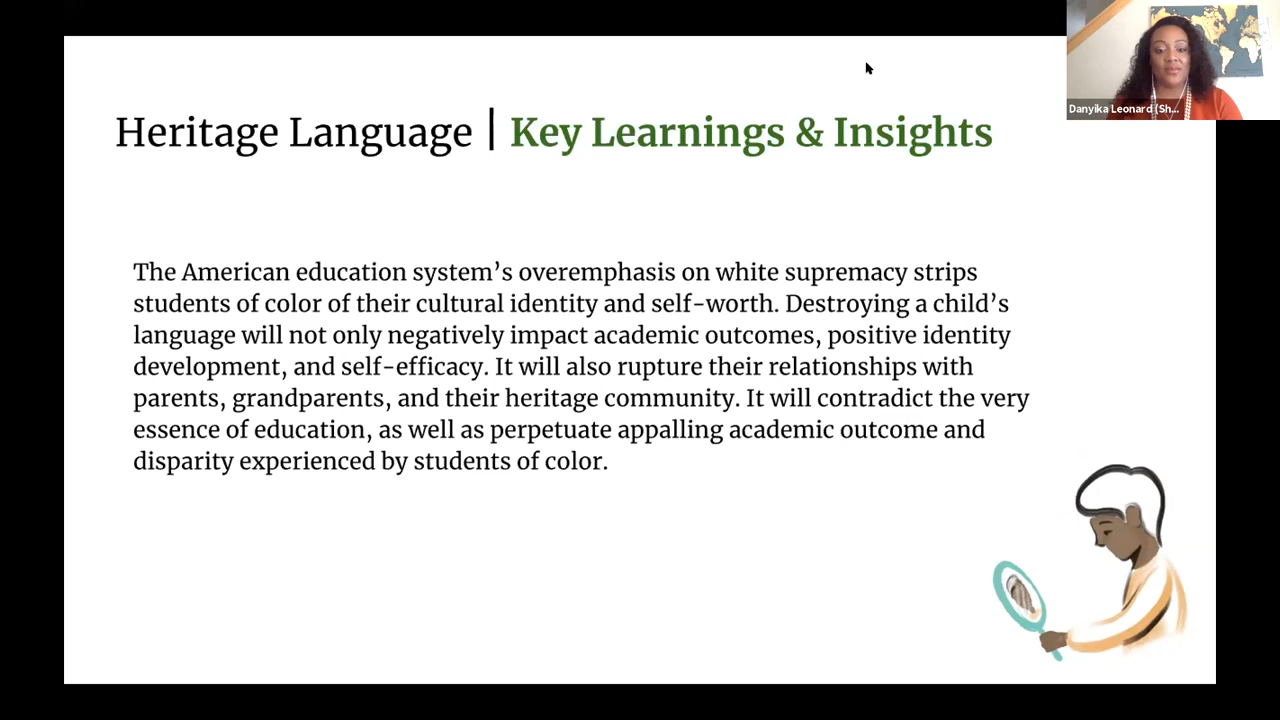 Danyika Leonard (Sh...
Heritage Language | Key Learnings & Insights
The American education system’s overemphasis on white supremacy strips
students of color of their cultural identity and self-worth. Destroying a child’s
language will not only negatively impact academic outcomes, positive identity
development, and self-efficacy. It will also rupture their relationships with
parents, grandparents, and their heritage community. It will contradict the very
essence of education, as well as perpetuate appalling academic outcome and
disparity experienced by students of color.